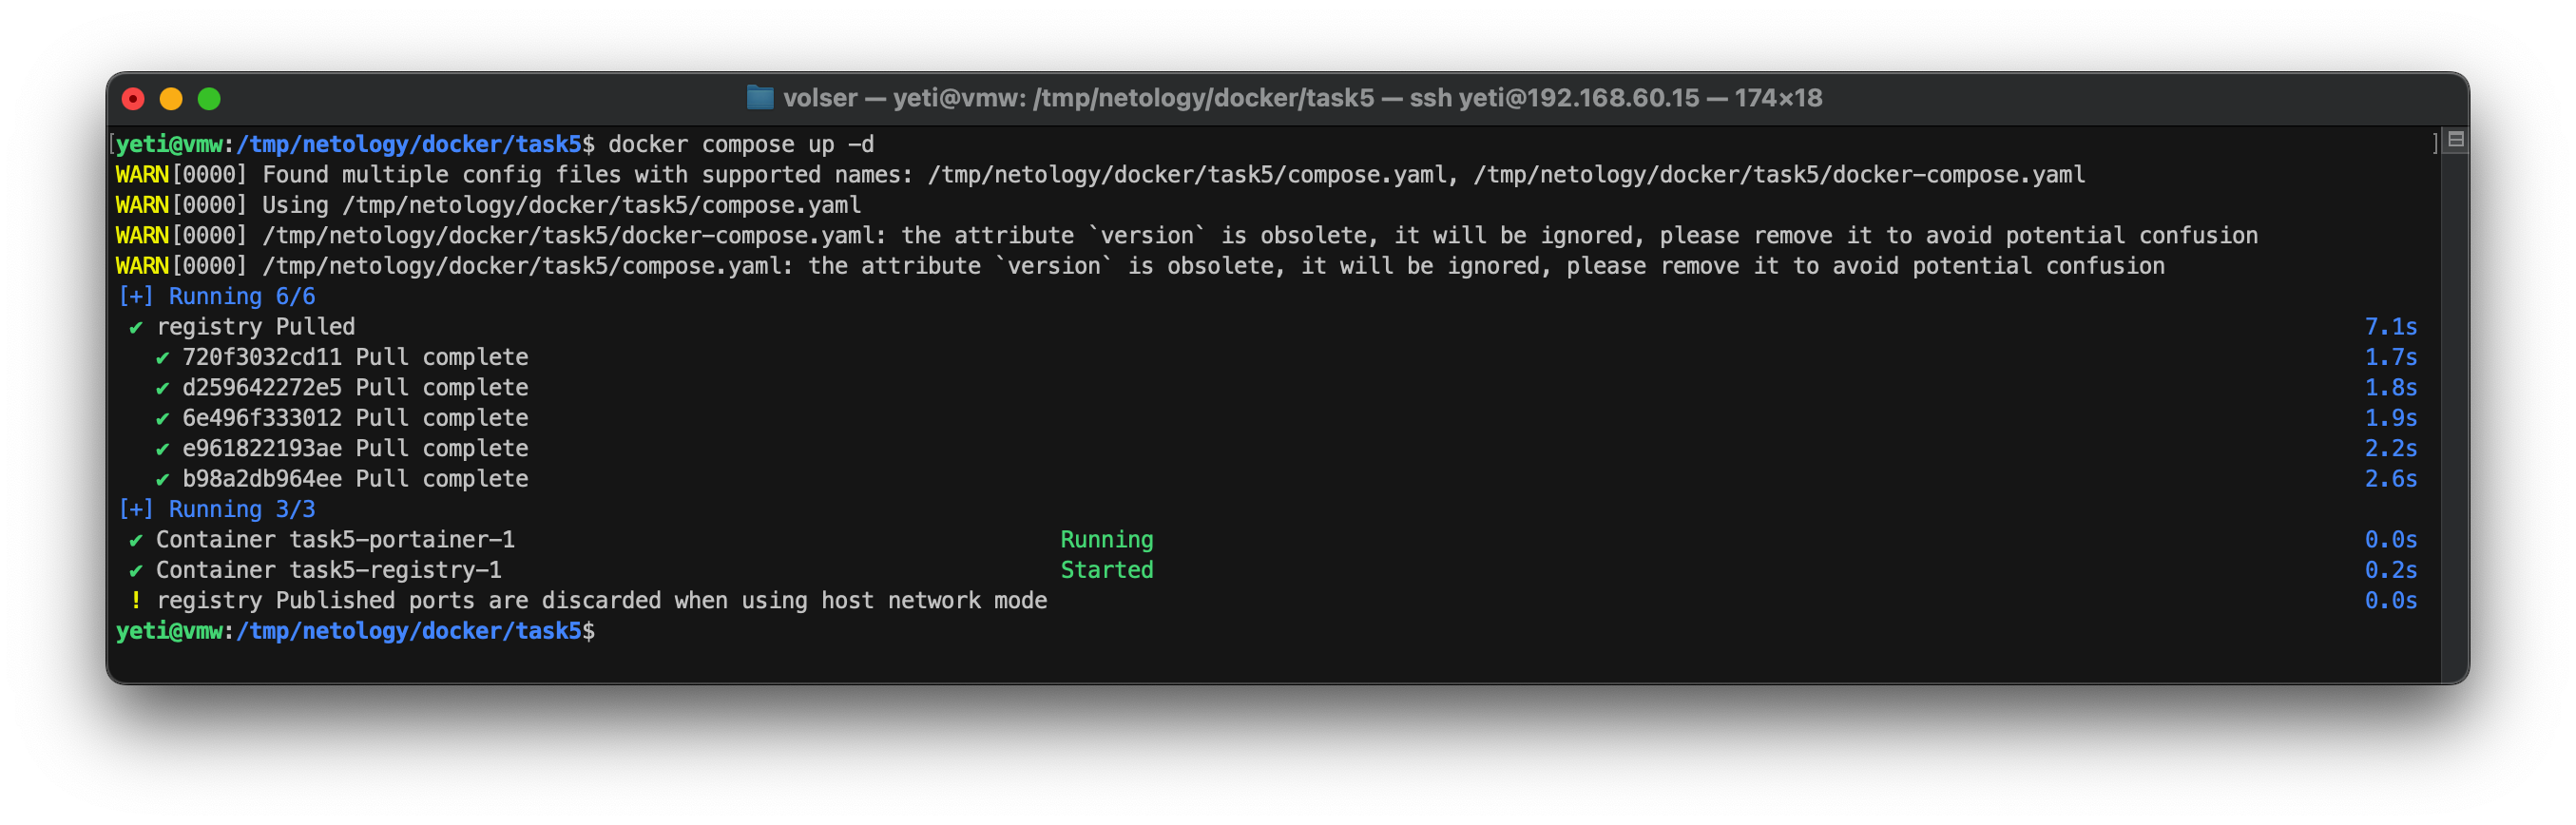 volser — yeti@vmw: /tmp/netology/docker/task5 — ssh yeti@192.168.60.15 — 174×18
[yeti@vmw:/tmp/netology/docker/task5$ docker compose up -d ]
WARN[0000] Found multiple config files with supported names: /tmp/netology/docker/task5/compose.yaml, /tmp/netology/docker/task5/docker-compose.yaml
WARN[0000] Using /tmp/netology/docker/task5/compose.yaml
WARN[0000] /tmp/netology/docker/task5/docker-compose.yaml: the attribute `version` is obsolete, it will be ignored, please remove it to avoid potential confusion
WARN[0000] /tmp/netology/docker/task5/compose.yaml: the attribute `version` is obsolete, it will be ignored, please remove it to avoid potential confusion
[+] Running 6/6
✔ registry Pulled 7.1s
✔ 720f3032cd11 Pull complete 1.7s
✔ d259642272e5 Pull complete 1.8s
✔ 6e496f333012 Pull complete 1.9s
✔ e961822193ae Pull complete 2.2s
✔ b98a2db964ee Pull complete 2.6s
[+] Running 3/3
✔ Container task5-portainer-1 Running 0.0s
✔ Container task5-registry-1 Started 0.2s
! registry Published ports are discarded when using host network mode 0.0s
yeti@vmw:/tmp/netology/docker/task5$